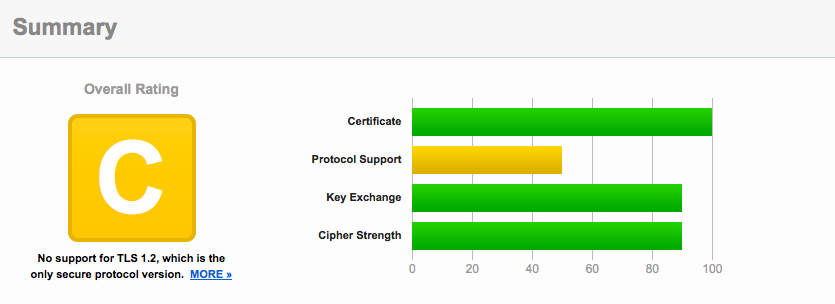 Summary
Overall Rating
C
No support for TLS 1.2, which is the
only secure protocol version. MORE »
Certificate
Protocol Support
Key Exchange
Cipher Strength
0 20 40 60 80 100